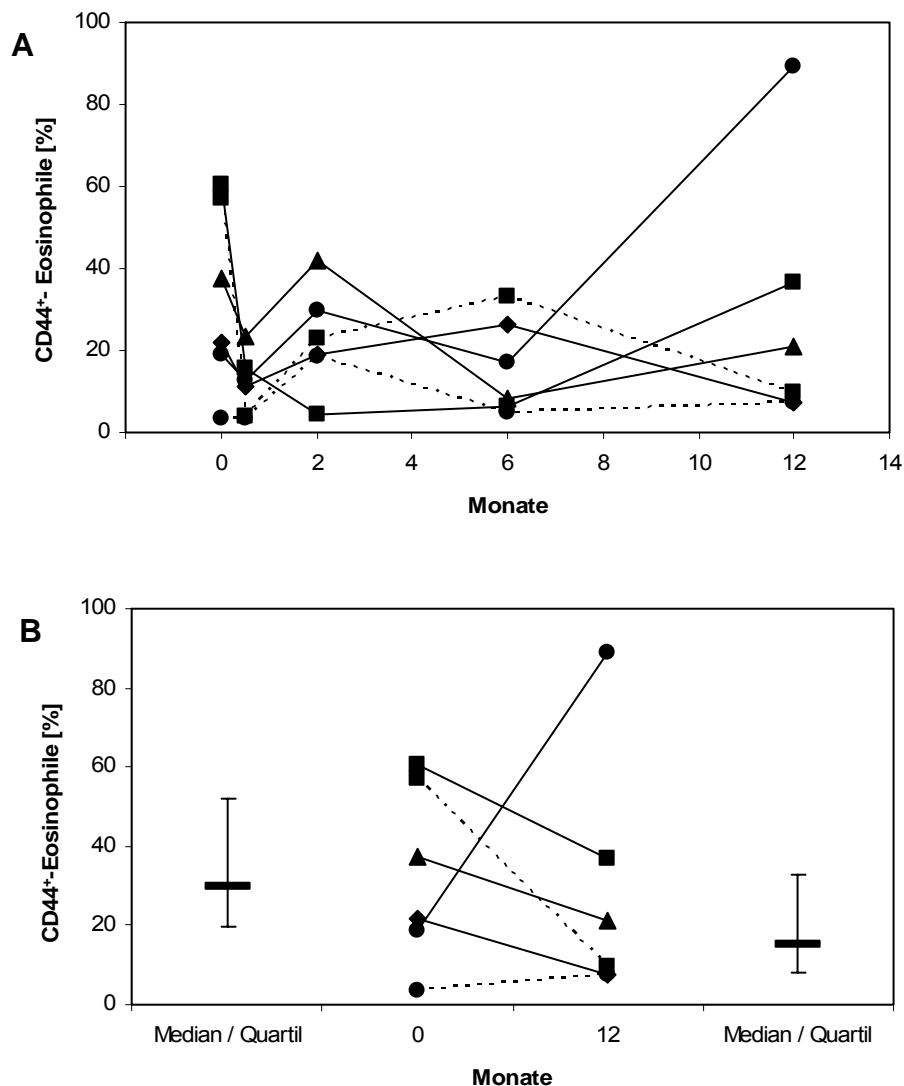 A
CD44⁺- Eosinophile [%]
100
80
60
40
20
0
0 2 4 6 8 10 12 14
Monate
B
CD44⁺-Eosinophile [%]
100
80
60
40
20
0
Median / Quartil 0 12 Median / Quartil
Monate